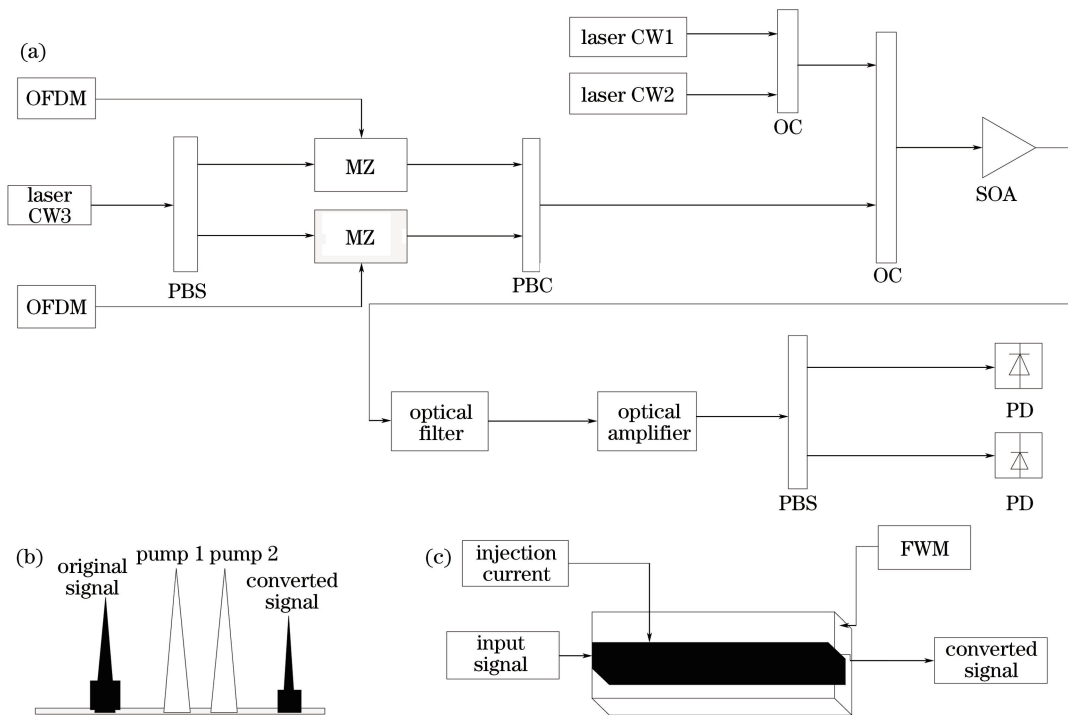 (a)
laser CW1
laser CW2
OC
OFDM
MZ
laser
CW3
MZ
PBS
OFDM
PBC
SOA
OC
optical
filter
optical
amplifier
PBS
PD
PD
(b)
pump 1 pump 2
original
signal
converted
signal
(c)
injection
current
FWM
input
signal
converted
signal